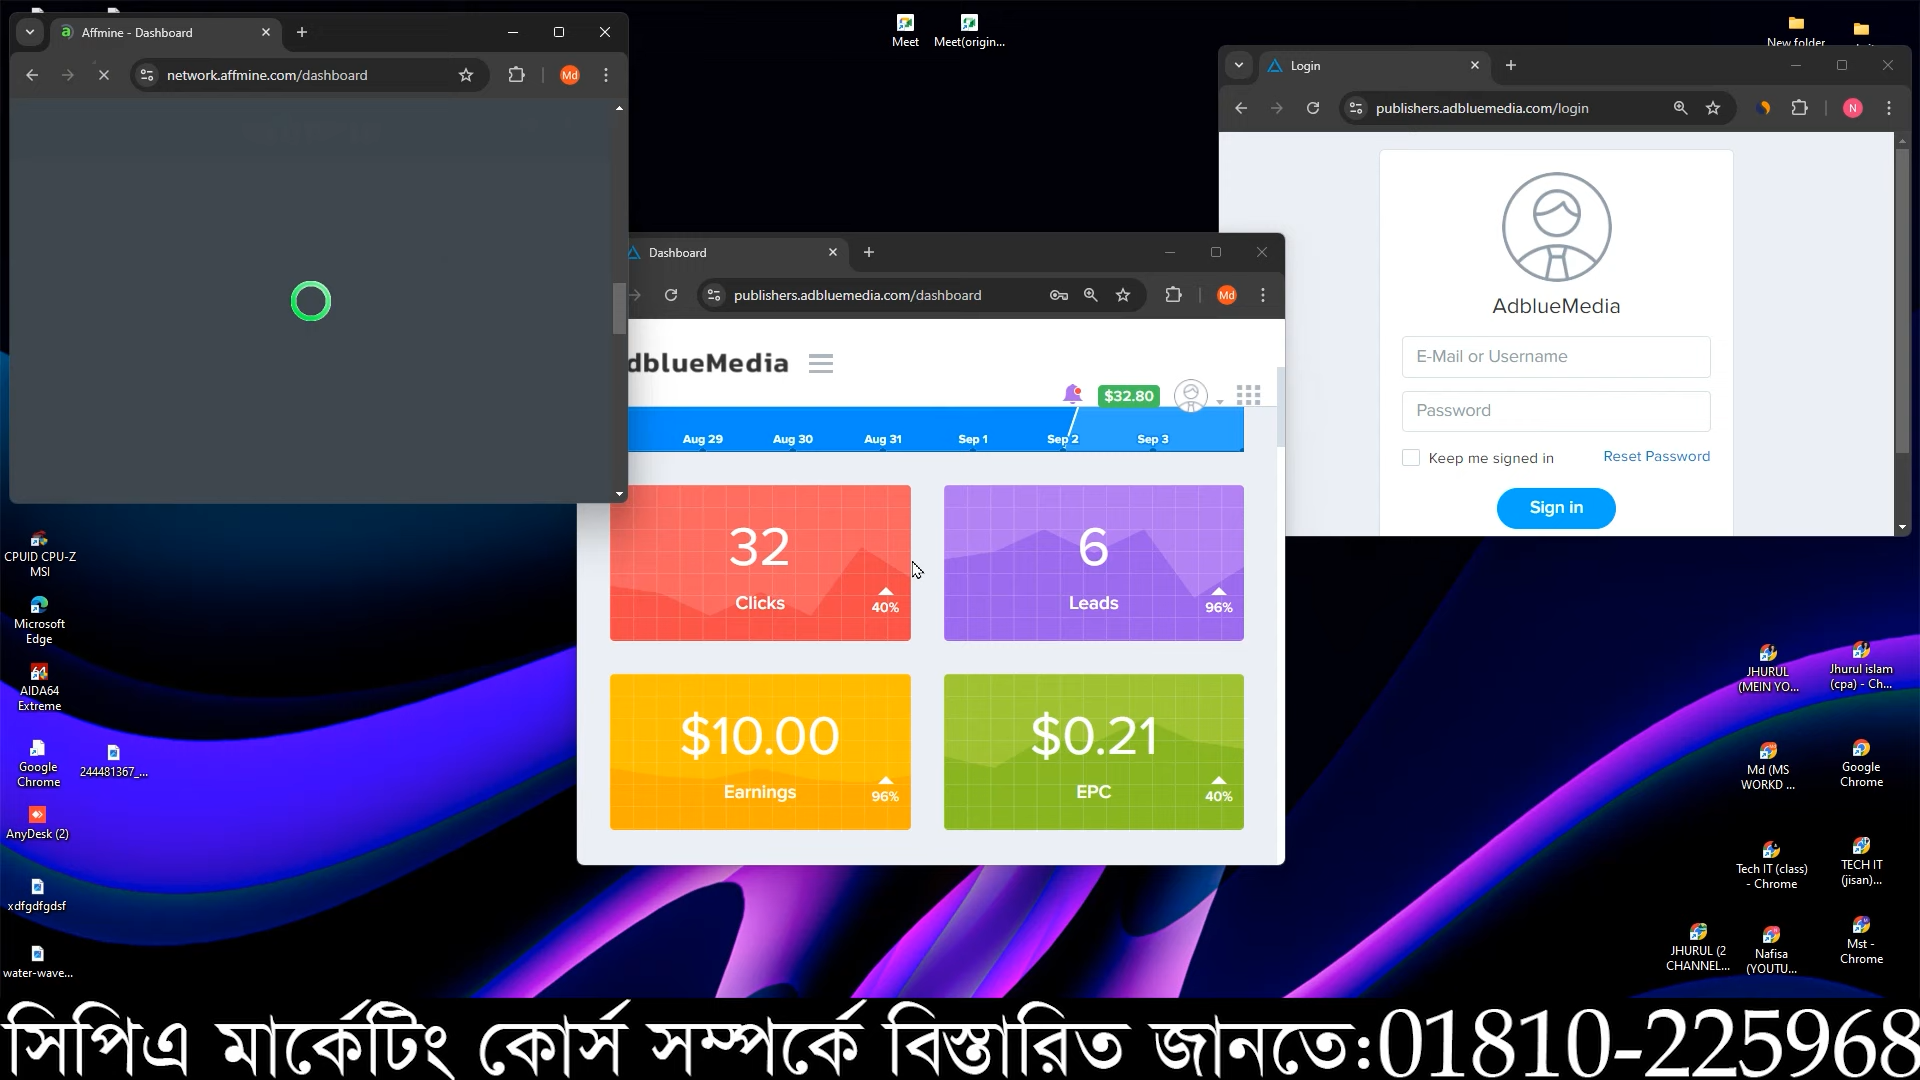 Affmine - Dashboard
network.affmine.com/dashboard
Md
Meet
Meet(origin...
New folder
Login
publishers.adbluemedia.com/login
N
AdblueMedia
E-Mail or Username
Password
Keep me signed in
Reset Password
Sign in
Dashboard
publishers.adbluemedia.com/dashboard
Md
dblueMedia
$32.80
Aug 29
Aug 30
Aug 31
Sep 1
Sep 2
Sep 3
32
Clicks
40%
6
Leads
96%
$10.00
Earnings
96%
$0.21
EPC
40%
CPUID CPU-Z
MSI
Microsoft
Edge
64
AIDA64
Extreme
Google
Chrome
244481367_...
AnyDesk (2)
xdfgdfgdsf
water-wave...
JHURUL
(MEIN YO...
Jhurul islam
(cpa) - Ch...
Md (MS
WORKD ...
Google
Chrome
Tech IT (class)
- Chrome
TECH IT
(jisan)...
JHURUL (2
CHANNEL...
Nafisa
(YOUTU...
Mst -
Chrome
সিপিএ মার্কেটিং কোর্স সম্পর্কে বিস্তারিত জানতে:01810-225968